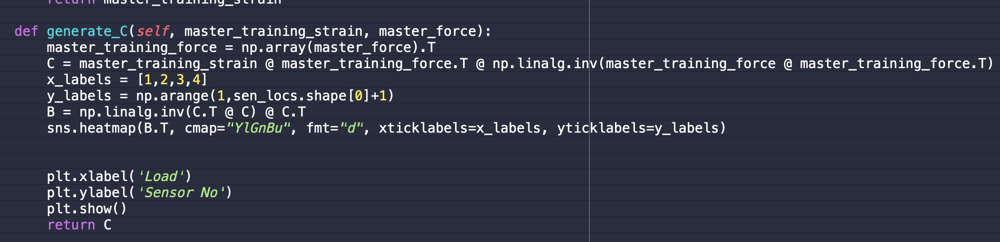 return master_training_strain
def generate_C(self, master_training_strain, master_force):
master_training_force = np.array(master_force).T
C = master_training_strain @ master_training_force.T @ np.linalg.inv(master_training_force @ master_training_force.T)
x_labels = [1,2,3,4]
y_labels = np.arange(1,sen_locs.shape[0]+1)
B = np.linalg.inv(C.T @ C) @ C.T
sns.heatmap(B.T, cmap="YlGnBu", fmt="d", xticklabels=x_labels, yticklabels=y_labels)
plt.xlabel('Load')
plt.ylabel('Sensor No')
plt.show()
return C